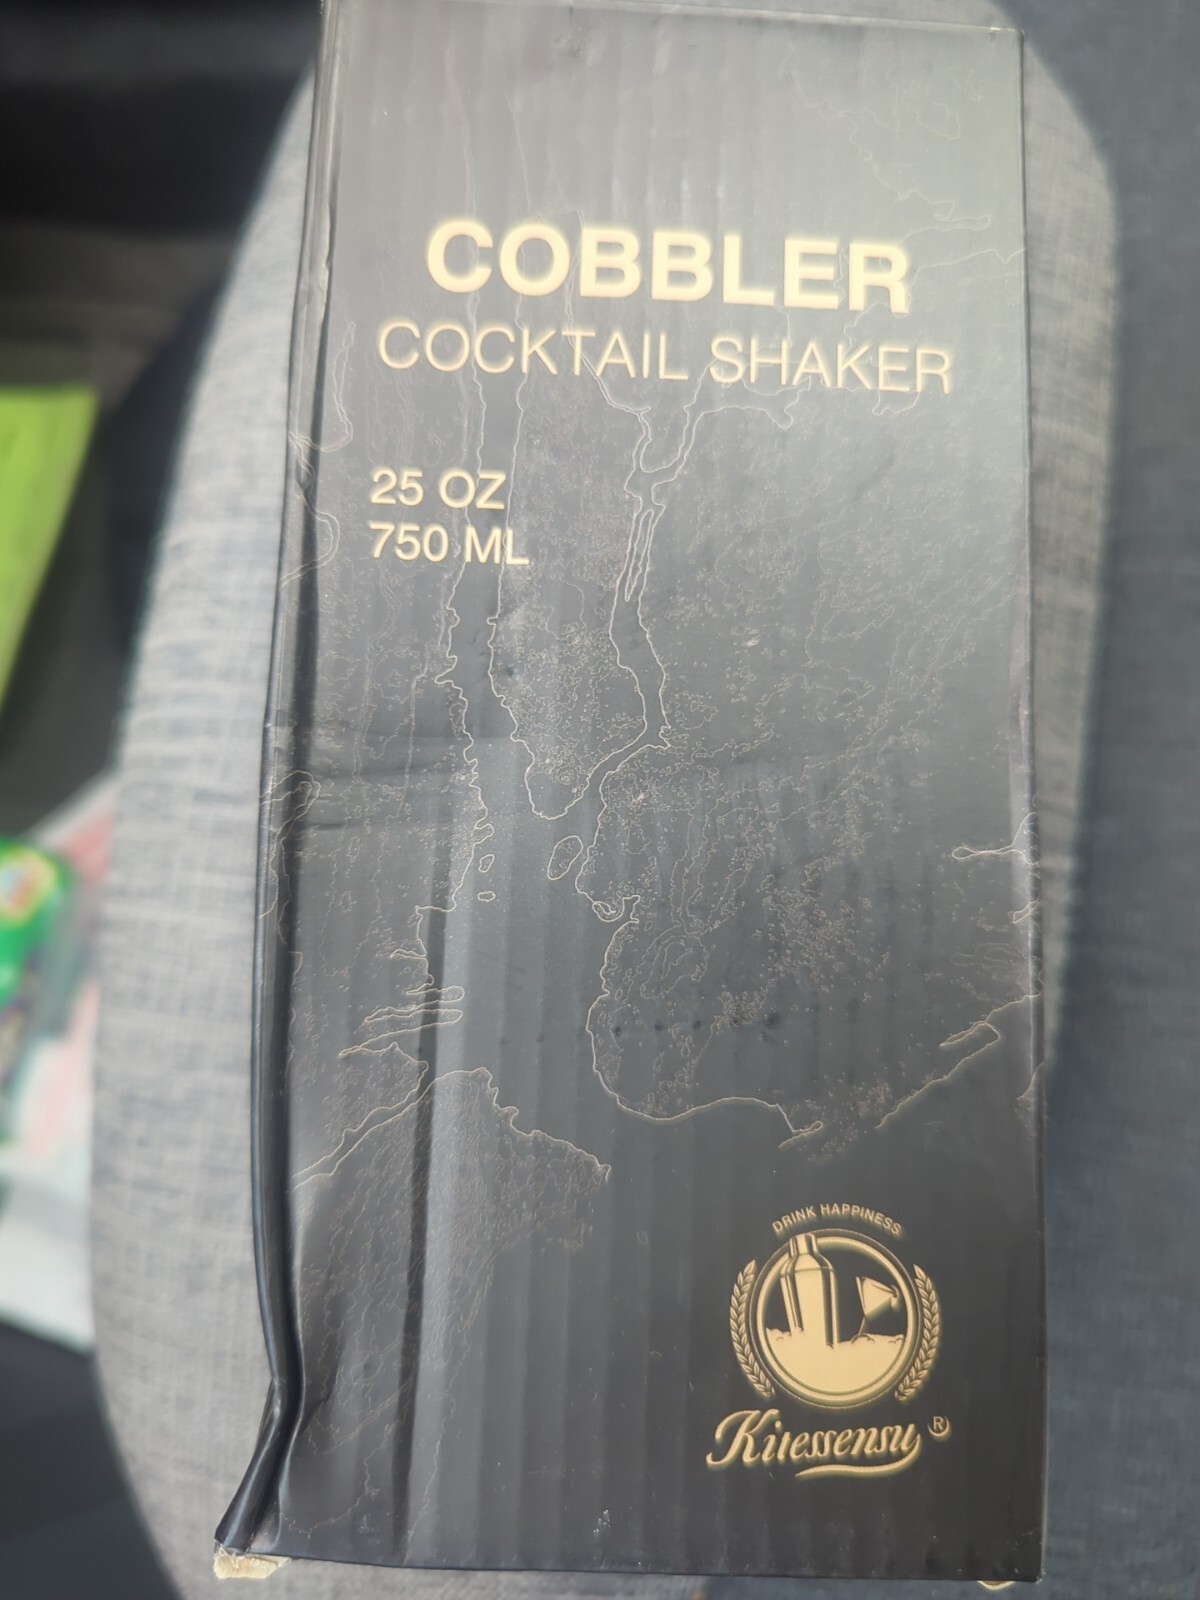 COBBLER
COCKTAIL SHAKER
25 OZ
750 ML
DRINK HAPPINESS
Kitessensu ®